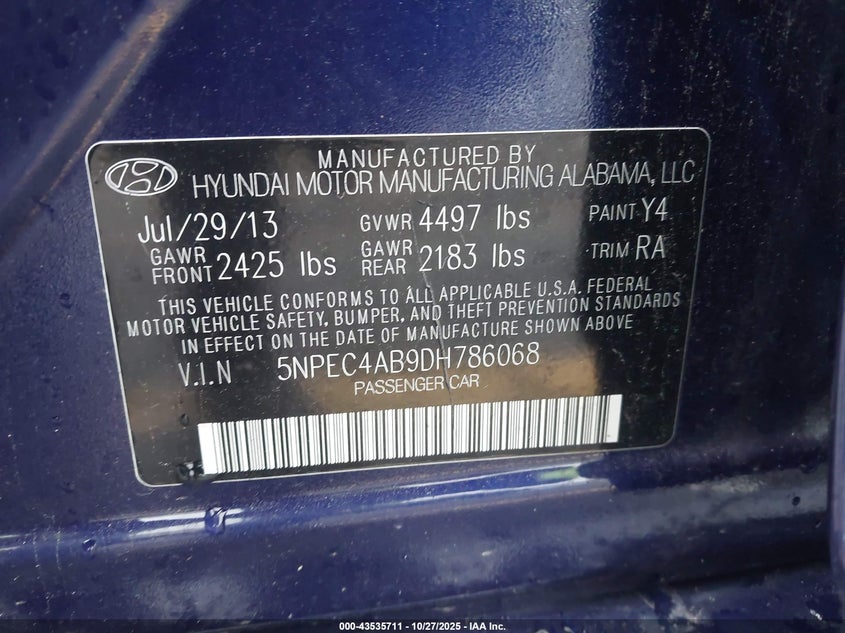 MANUFACTURED BY
HYUNDAI MOTOR MANUFACTURING ALABAMA, LLC
Jul/29/13 GVWR 4497 lbs PAINT Y4
GAWR FRONT 2425 lbs GAWR REAR 2183 lbs TRIM RA
THIS VEHICLE CONFORMS TO ALL APPLICABLE U.S.A. FEDERAL
MOTOR VEHICLE SAFETY, BUMPER, AND THEFT PREVENTION STANDARDS
IN EFFECT ON THE DATE OF MANUFACTURE SHOWN ABOVE
V.I.N 5NPEC4AB9DH786068
PASSENGER CAR
000-43535711 - 10/27/2025 - IAA Inc.